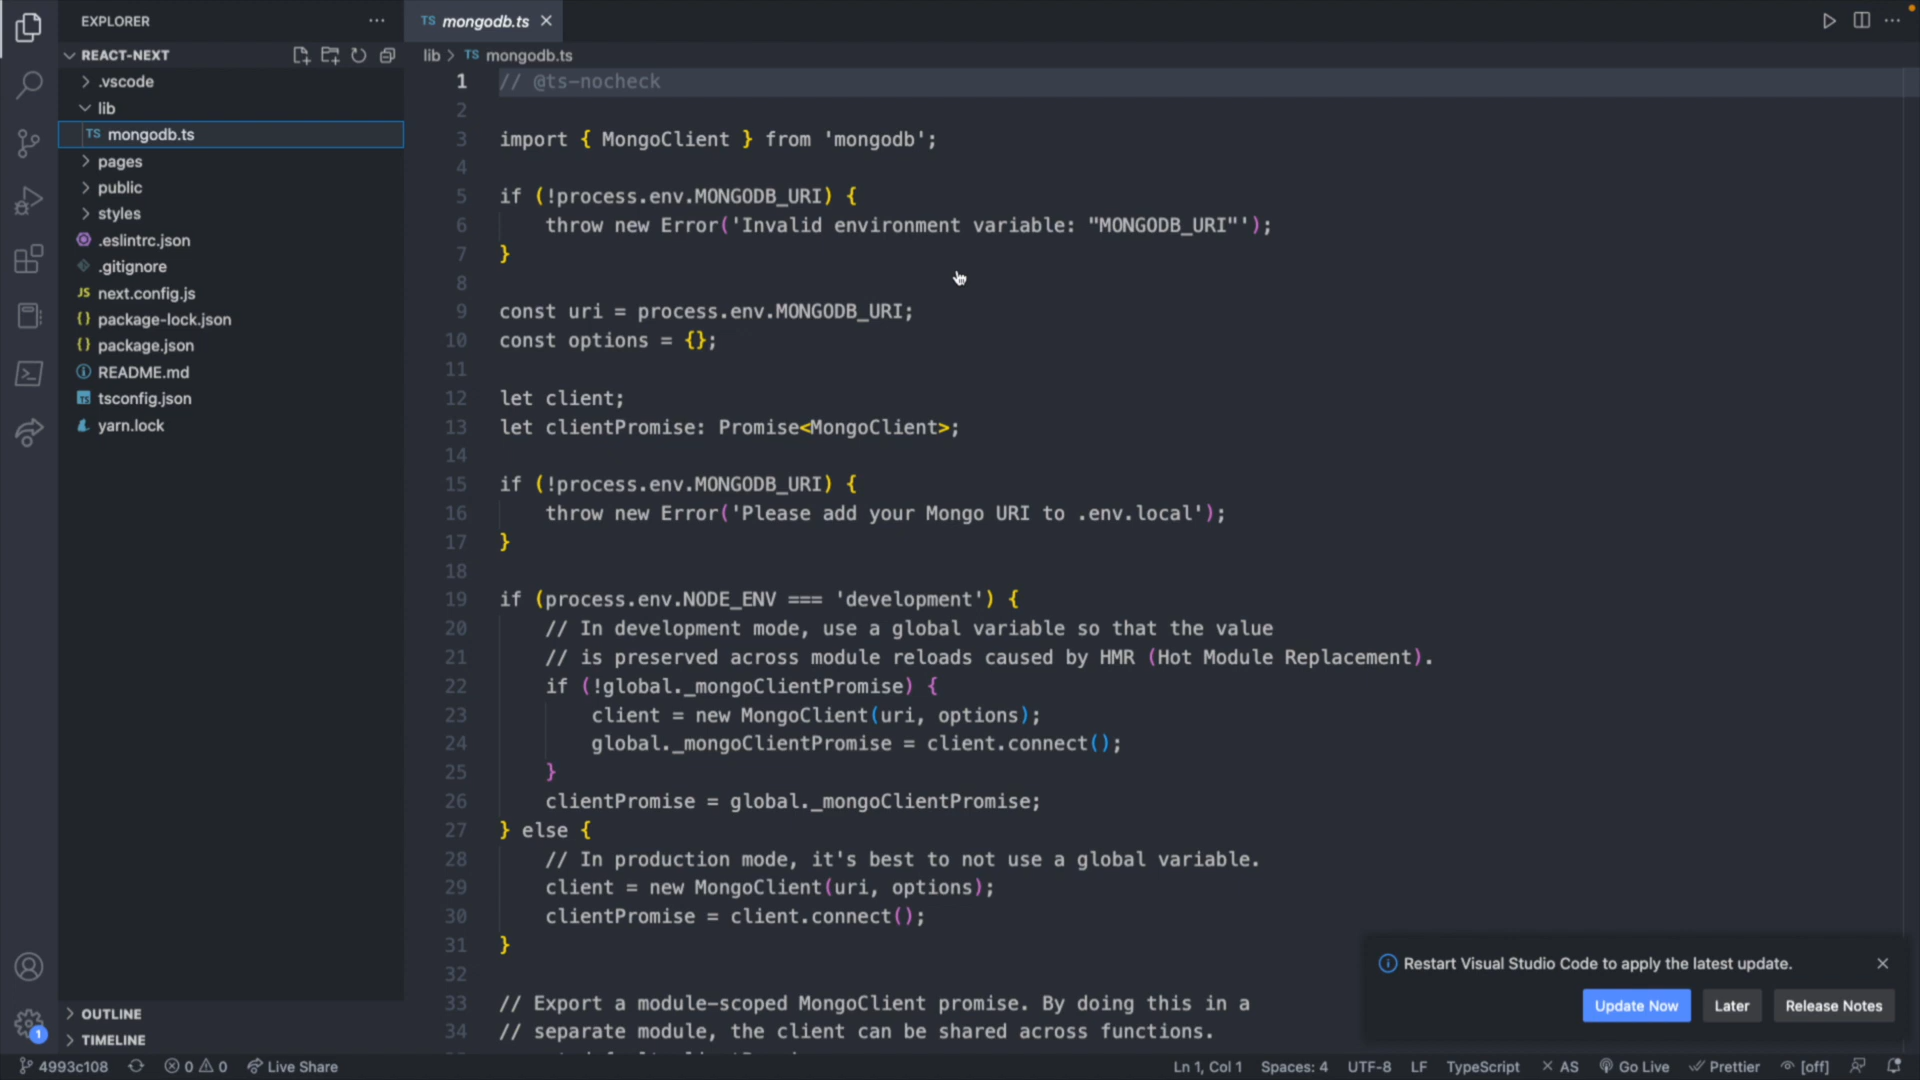 EXPLORER
REACT-NEXT
.vscode
lib
TS mongodb.ts
pages
public
styles
.eslintrc.json
.gitignore
JS next.config.js
{} package-lock.json
{} package.json
README.md
TS tsconfig.json
yarn.lock
OUTLINE
TIMELINE
1
TS mongodb.ts
lib > TS mongodb.ts
1 // @ts-nocheck
2
3 import { MongoClient } from 'mongodb';
4
5 if (!process.env.MONGODB_URI) {
6 throw new Error('Invalid environment variable: "MONGODB_URI"');
7 }
8
9 const uri = process.env.MONGODB_URI;
10 const options = {};
11
12 let client;
13 let clientPromise: Promise<MongoClient>;
14
15 if (!process.env.MONGODB_URI) {
16 throw new Error('Please add your Mongo URI to .env.local');
17 }
18
19 if (process.env.NODE_ENV === 'development') {
20 // In development mode, use a global variable so that the value
21 // is preserved across module reloads caused by HMR (Hot Module Replacement).
22 if (!global._mongoClientPromise) {
23 client = new MongoClient(uri, options);
24 global._mongoClientPromise = client.connect();
25 }
26 clientPromise = global._mongoClientPromise;
27 } else {
28 // In production mode, it's best to not use a global variable.
29 client = new MongoClient(uri, options);
30 clientPromise = client.connect();
31 }
32
33 // Export a module-scoped MongoClient promise. By doing this in a
34 // separate module, the client can be shared across functions.
Restart Visual Studio Code to apply the latest update.
Update Now
Later
Release Notes
4993c108 0 0 Live Share
Ln 1, Col 1 Spaces: 4 UTF-8 LF TypeScript AS Go Live Prettier [off]